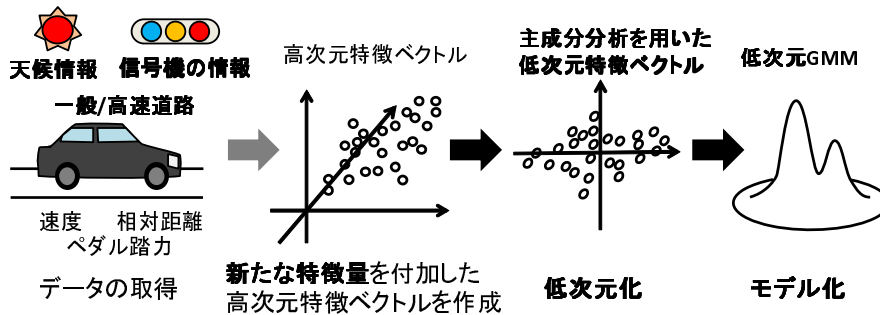 天候情報
信号機の情報
一般/高速道路
速度 相対距離
ペダル踏力
データの取得
高次元特徴ベクトル
新たな特徴量を付加した
高次元特徴ベクトルを作成
主成分分析を用いた
低次元特徴ベクトル
低次元化
低次元GMM
モデル化